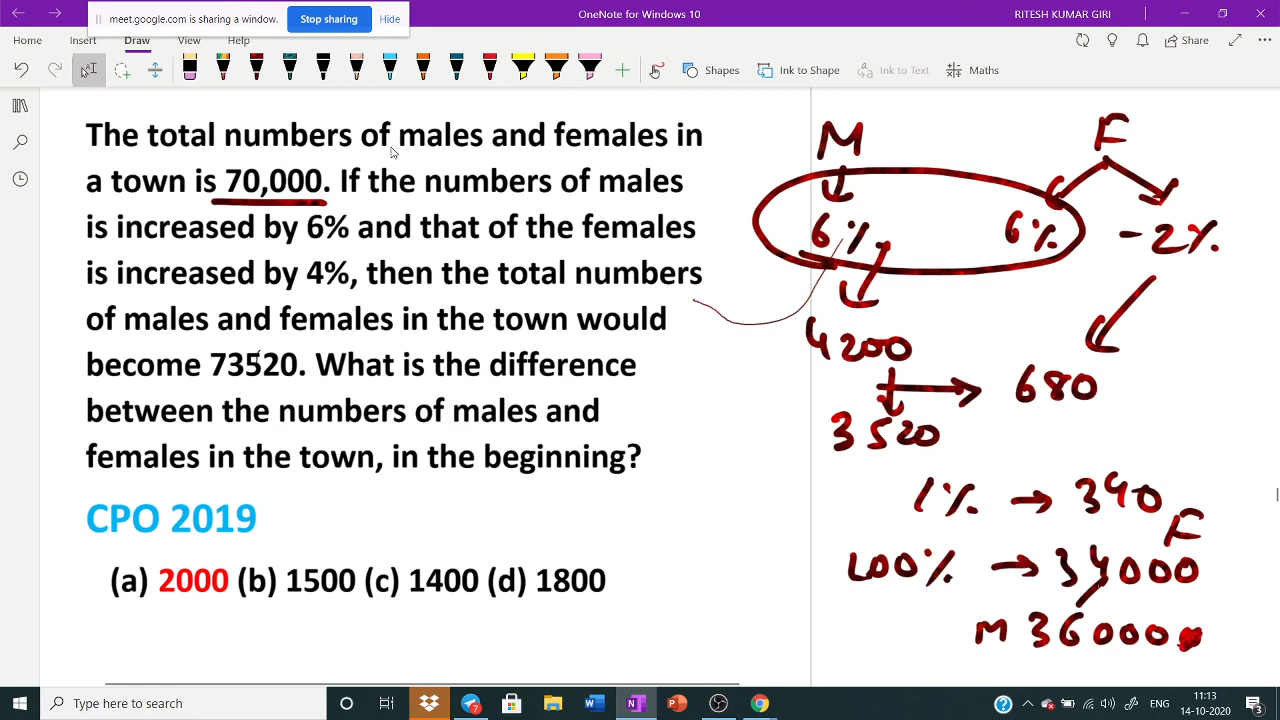 meet.google.com is sharing a window.
Stop sharing
Hide
OneNote for Windows 10
RITESH KUMAR GIRI
Home
Insert
Draw
View
Help
Share
Shapes
Ink to Shape
Ink to Text
Maths
The total numbers of males and females in
a town is 70,000. If the numbers of males
is increased by 6% and that of the females
is increased by 4%, then the total numbers
of males and females in the town would
become 73520. What is the difference
between the numbers of males and
females in the town, in the beginning?
CPO 2019
(a) 2000 (b) 1500 (c) 1400 (d) 1800
M F
6% 6% -2%
4200
680
3520
1% → 340
F
100% → 34000
M 36000
Type here to search
ENG
11:13
14-10-2020
3